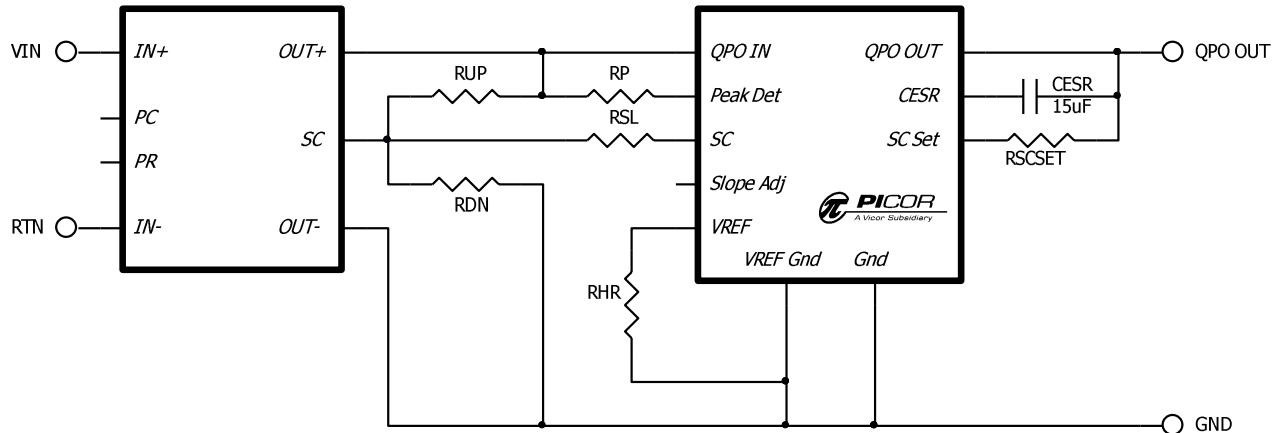 VIN
IN+
OUT+
PC
SC
PR
RTN
IN-
OUT-
RUP
RP
RSL
RDN
RHR
QPO IN
QPO OUT
Peak Det
CESR
SC
SC Set
Slope Adj
π PICOR
A Vicor Subsidiary
VREF
VREF Gnd
Gnd
CESR
15uF
RSCSET
QPO OUT
GND